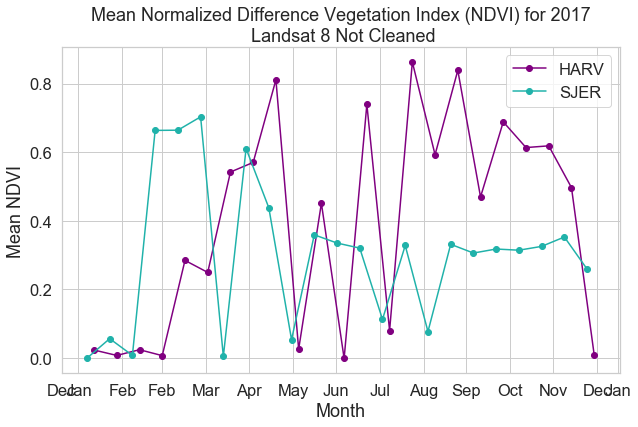 Mean Normalized Difference Vegetation Index (NDVI) for 2017
Landsat 8 Not Cleaned
HARV
SJER
Mean NDVI
0.8
0.6
0.4
0.2
0.0
Jan Feb Feb Mar Apr May Jun Jul Aug Sep Oct Nov
Month